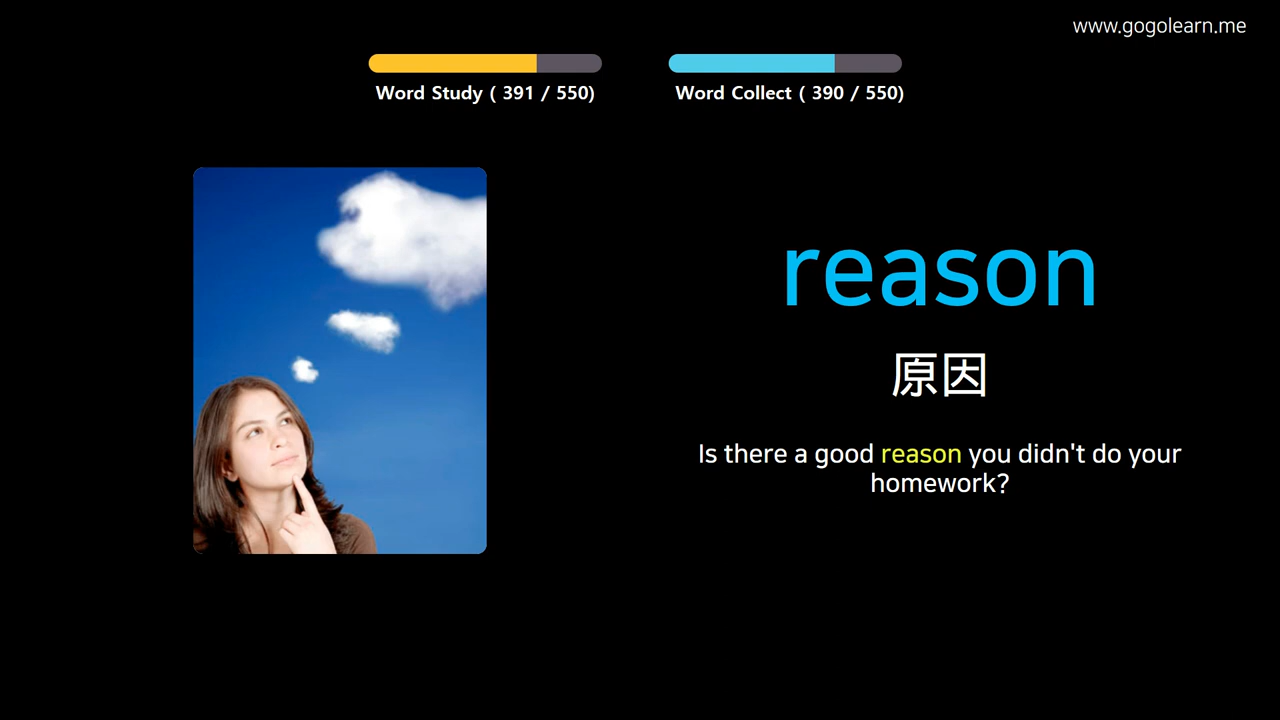 www.gogolearn.me
Word Study ( 391 / 550)
Word Collect ( 390 / 550)
reason
原因
Is there a good reason you didn't do your
homework?